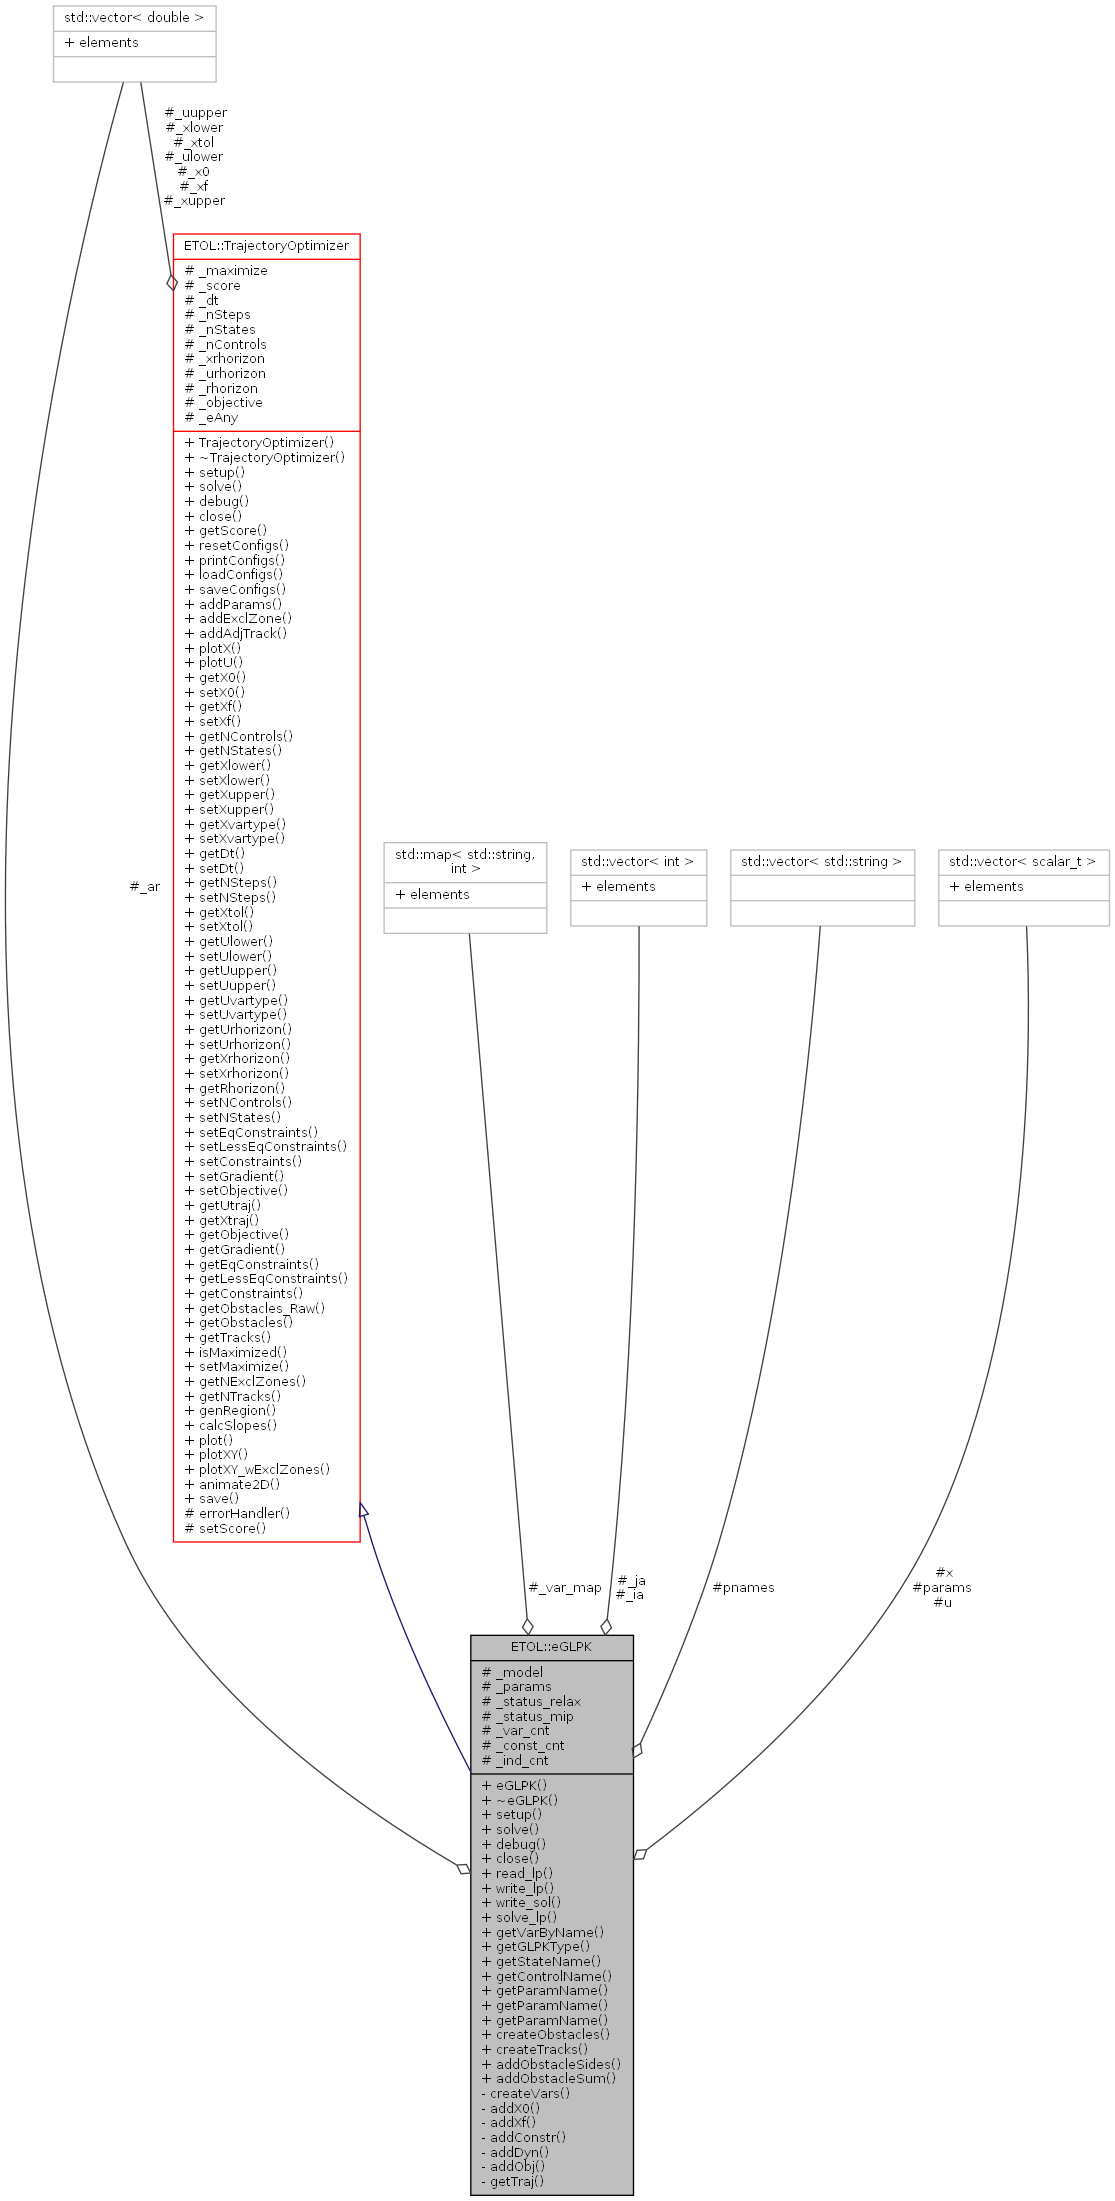 std::vector< double >
+ elements
#_uupper
#_xlower
#_xtol
#_ulower
#_x0
#_xf
#_xupper
ETOL::TrajectoryOptimizer
# _maximize
# _score
# _dt
# _nSteps
# _nStates
# _nControls
# _xrhorizon
# _urhorizon
# _rhorizon
# _objective
# _eAny
+ TrajectoryOptimizer()
+ ~TrajectoryOptimizer()
+ setup()
+ solve()
+ debug()
+ close()
+ getScore()
+ resetConfigs()
+ printConfigs()
+ loadConfigs()
+ saveConfigs()
+ addParams()
+ addExclZone()
+ addAdjTrack()
+ plotX()
+ plotU()
+ getX0()
+ setX0()
+ getXf()
+ setXf()
+ getNControls()
+ getNStates()
+ getXlower()
+ setXlower()
+ getXupper()
+ setXupper()
+ getXvartype()
+ setXvartype()
+ getDt()
+ setDt()
+ getNSteps()
+ setNSteps()
+ getXtol()
+ setXtol()
+ getUlower()
+ setUlower()
+ getUupper()
+ setUupper()
+ getUvartype()
+ setUvartype()
+ getUrhorizon()
+ setUrhorizon()
+ getXrhorizon()
+ setXrhorizon()
+ getRhorizon()
+ setNControls()
+ setNStates()
+ setEqConstraints()
+ setLessEqConstraints()
+ setConstraints()
+ setGradient()
+ setObjective()
+ getUtraj()
+ getXtraj()
+ getObjective()
+ getGradient()
+ getEqConstraints()
+ getLessEqConstraints()
+ getConstraints()
+ getObstacles_Raw()
+ getObstacles()
+ getTracks()
+ isMaximized()
+ setMaximize()
+ getNExclZones()
+ getNTracks()
+ genRegion()
+ calcSlopes()
+ plot()
+ plotXY()
+ plotXY_wExclZones()
+ animate2D()
+ save()
# errorHandler()
# setScore()
#_ar
std::map< std::string,
int >
+ elements
std::vector< int >
+ elements
std::vector< std::string >
std::vector< scalar_t >
+ elements
#_var_map
#_ja
#_ia
#pnames
#x
#params
#u
ETOL::eGLPK
# _model
# _params
# _status_relax
# _status_mip
# _var_cnt
# _const_cnt
# _ind_cnt
+ eGLPK()
+ ~eGLPK()
+ setup()
+ solve()
+ debug()
+ close()
+ read_lp()
+ write_lp()
+ write_sol()
+ solve_lp()
+ getVarByName()
+ getGLPKType()
+ getStateName()
+ getControlName()
+ getParamName()
+ getParamName()
+ getParamName()
+ createObstacles()
+ createTracks()
+ addObstacleSides()
+ addObstacleSum()
- createVars()
- addX0()
- addXf()
- addConstr()
- addDyn()
- addObj()
- getTraj()